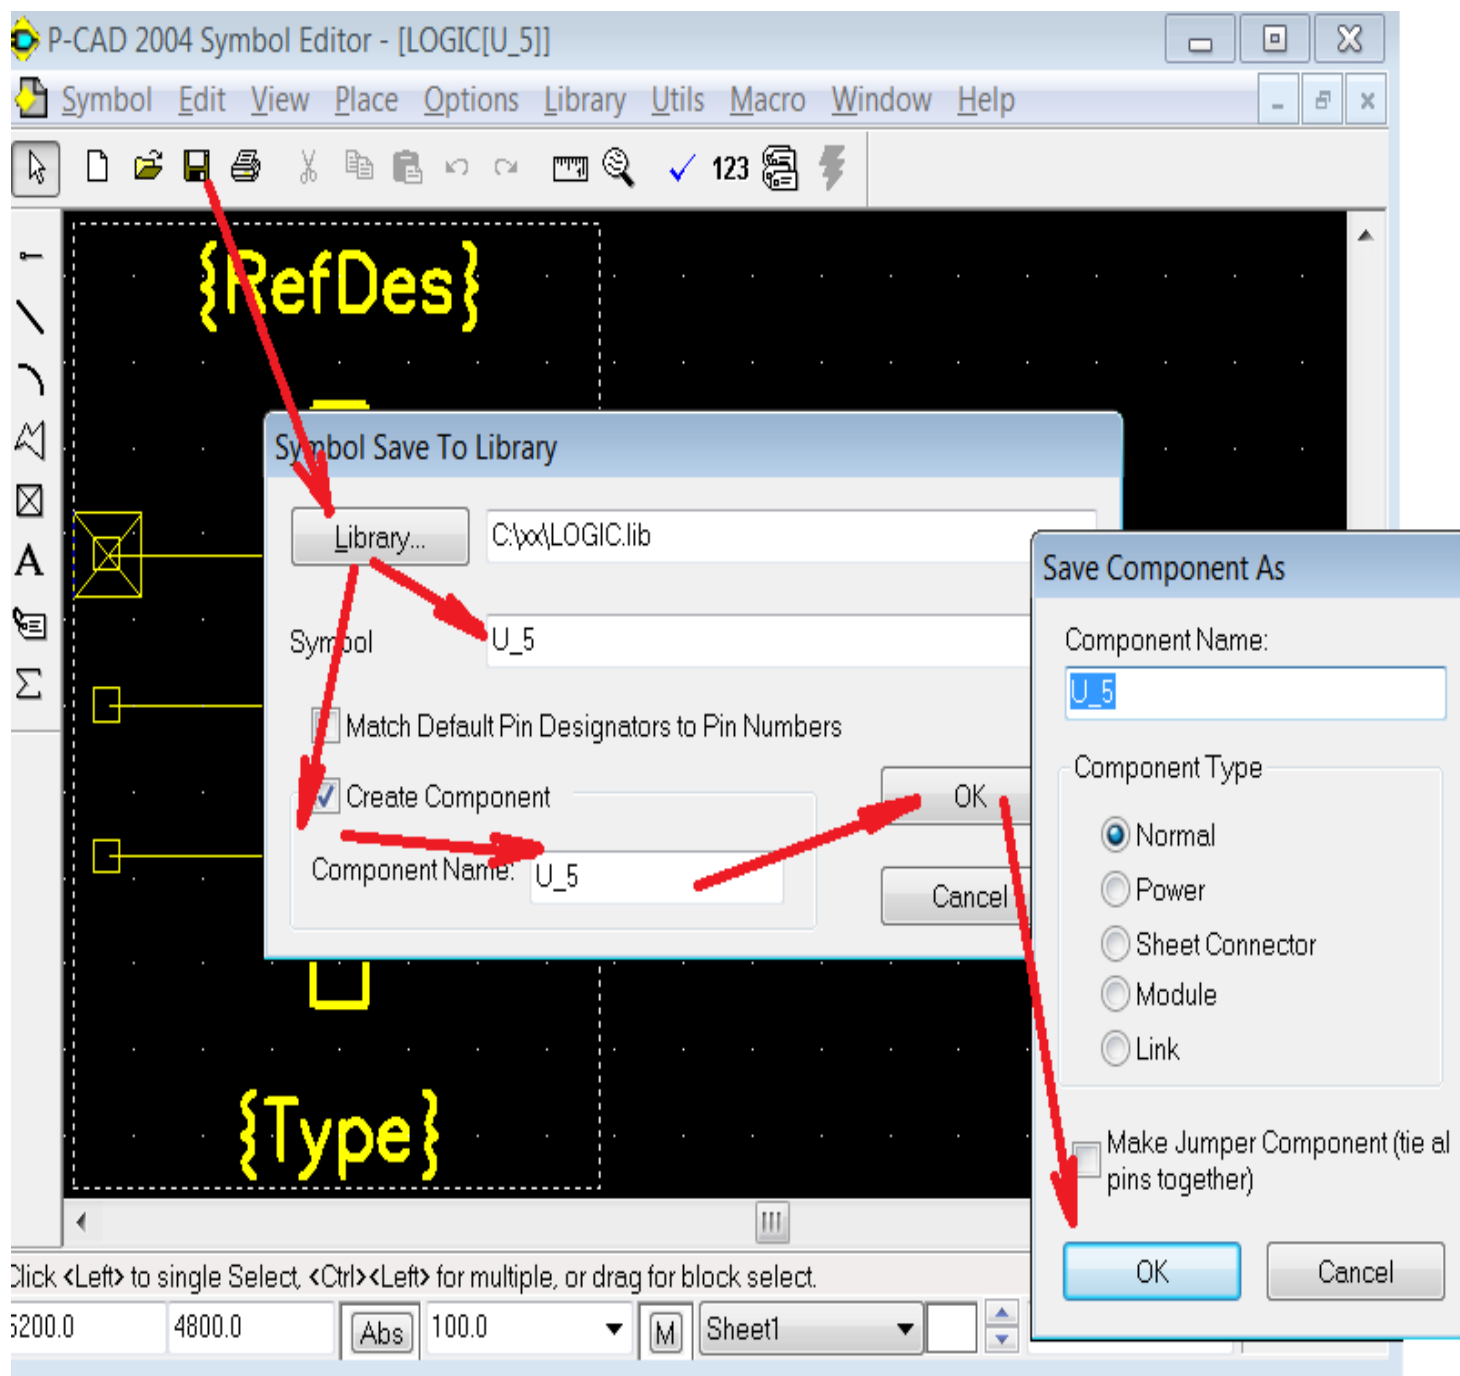 P-CAD 2004 Symbol Editor - [LOGIC[U_5]]
Symbol Edit View Place Options Library Utils Macro Window Help
123
A
{RefDes}
Symbol Save To Library
Library... C:\xx\LOGIC.lib
Symbol U_5
Match Default Pin Designators to Pin Numbers
Create Component
Component Name: U_5
OK
Cancel
Save Component As
Component Name:
U_5
Component Type
Normal
Power
Sheet Connector
Module
Link
Make Jumper Component (tie al
pins together)
OK Cancel
{Type}
Click <Left> to single Select, <Ctrl><Left> for multiple, or drag for block select.
5200.0 4800.0 Abs 100.0 M Sheet1